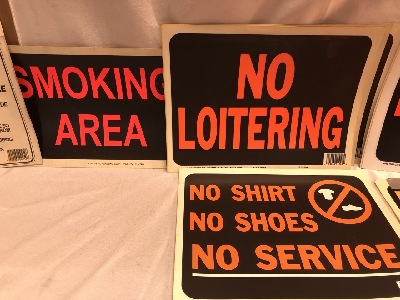 SMOKING
AREA
NO
LOITERING
NO SHIRT
NO SHOES
NO SERVICE